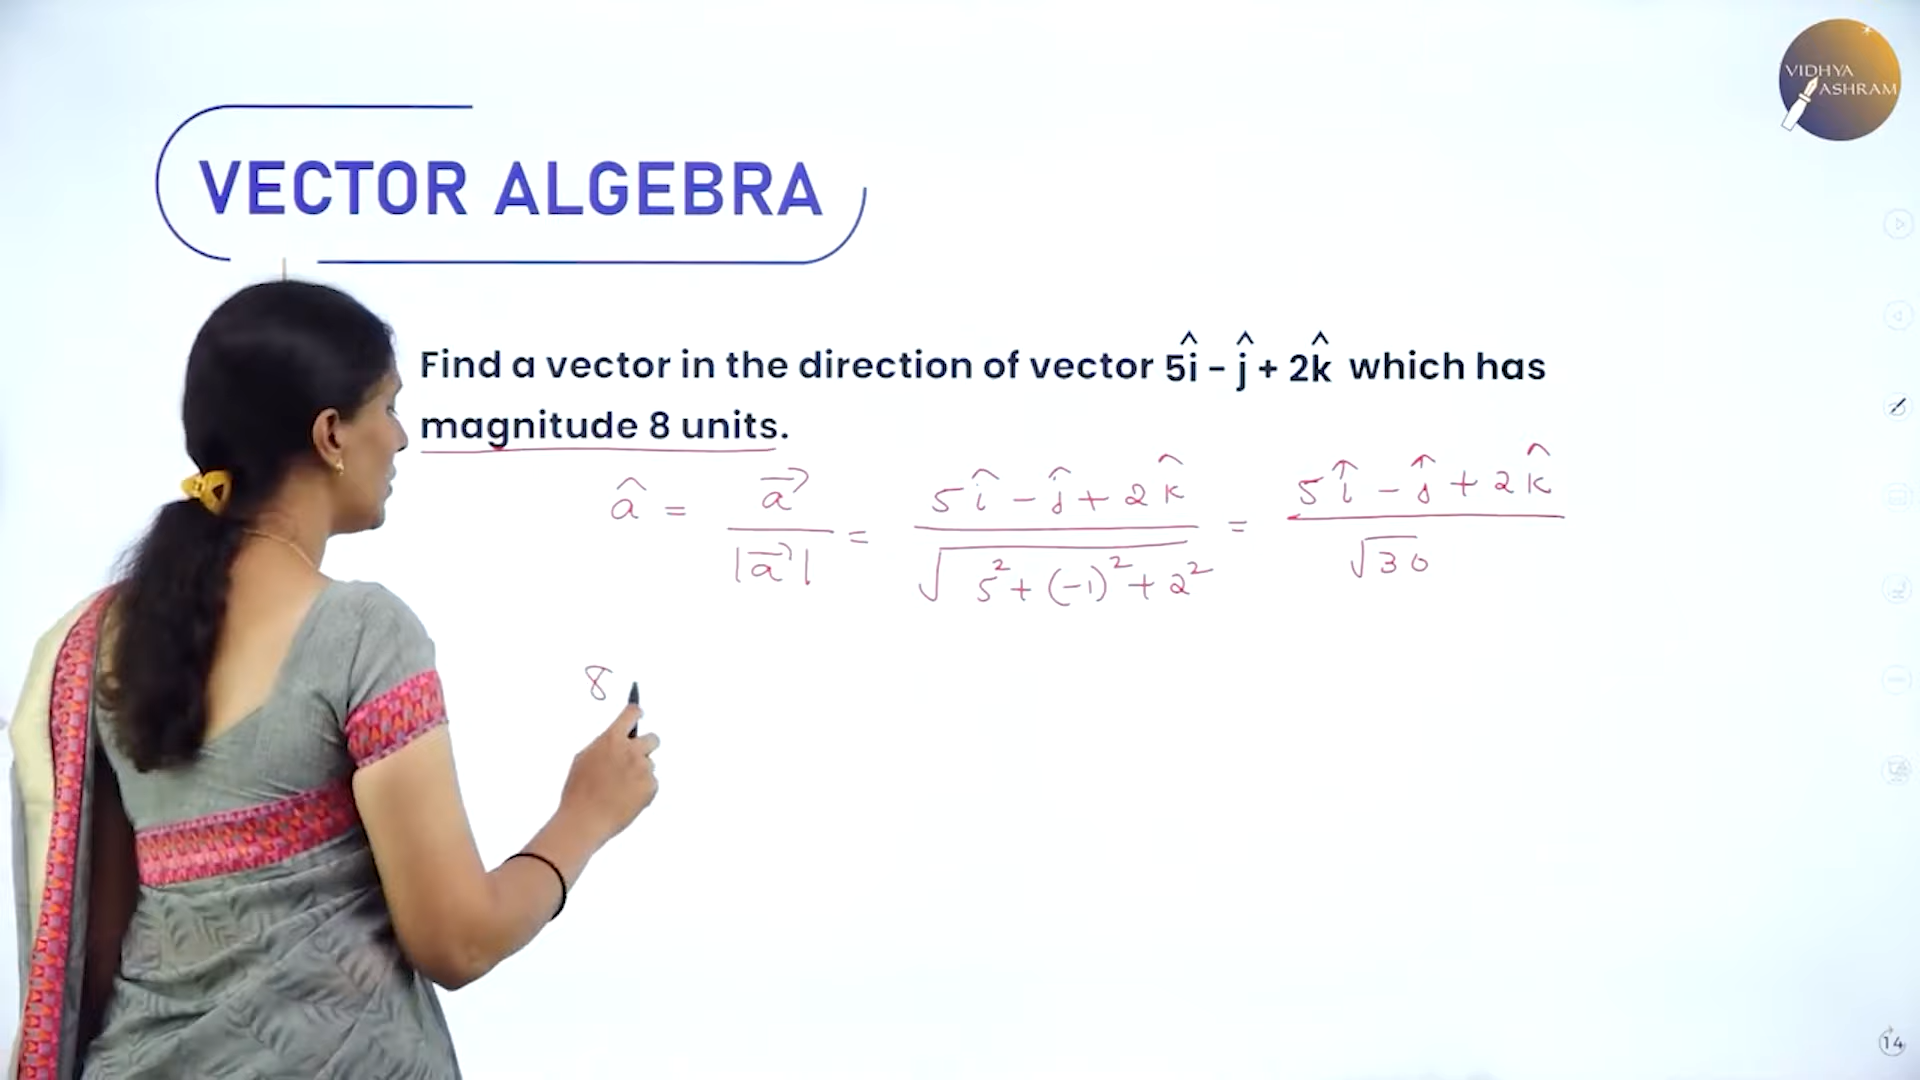 VIDHYA
ASHRAM
VECTOR ALGEBRA
Find a vector in the direction of vector 5î - ĵ + 2k̂ which has
magnitude 8 units.
â = a⃗ / |a⃗| = (5î - ĵ + 2k̂) / √(5² + (-1)² + 2²) = (5î - ĵ + 2k̂) / √30
8
14